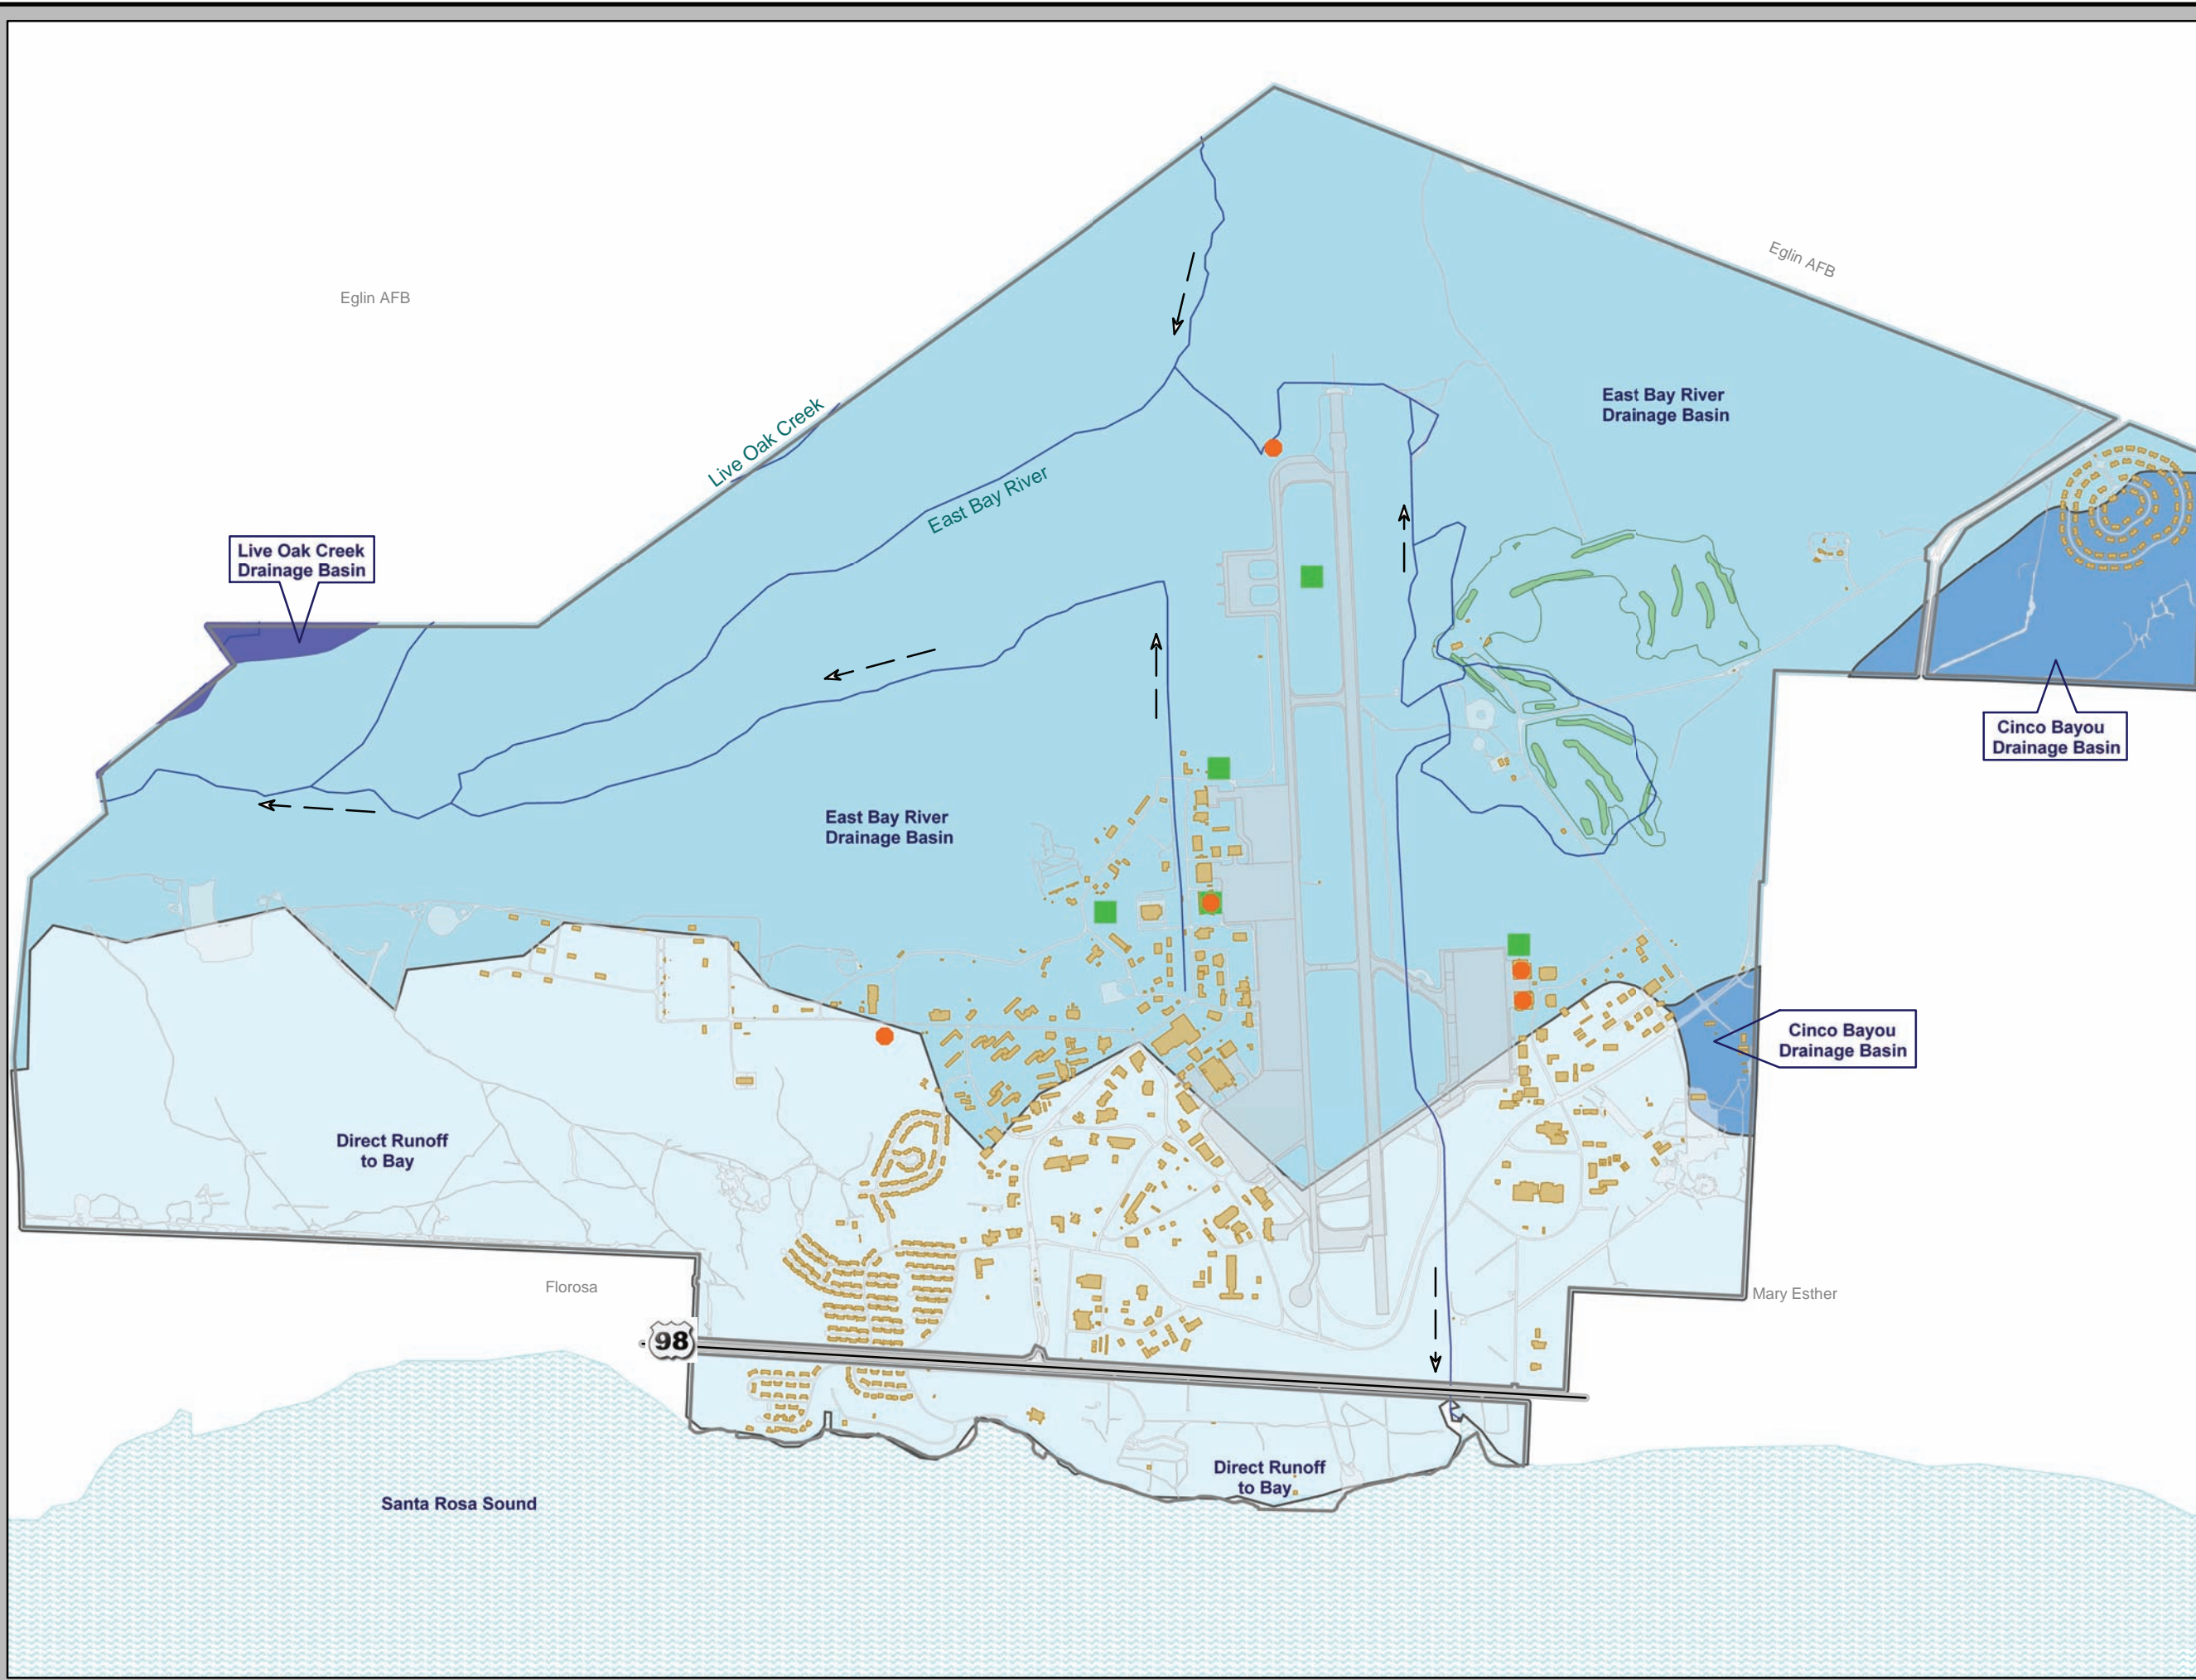 Eglin AFB
Eglin AFB
East Bay River
Drainage Basin
Live Oak Creek
East Bay River
Live Oak Creek
Drainage Basin
Cinco Bayou
Drainage Basin
East Bay River
Drainage Basin
Cinco Bayou
Drainage Basin
Direct Runoff
to Bay
Florosa
Mary Esther
98
Direct Runoff
to Bay
Santa Rosa Sound